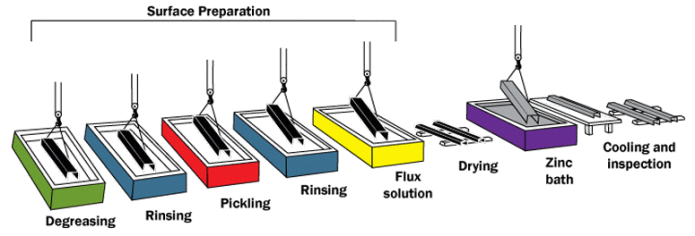 Surface Preparation
Degreasing
Rinsing
Pickling
Rinsing
Flux
solution
Drying
Zinc
bath
Cooling and
inspection